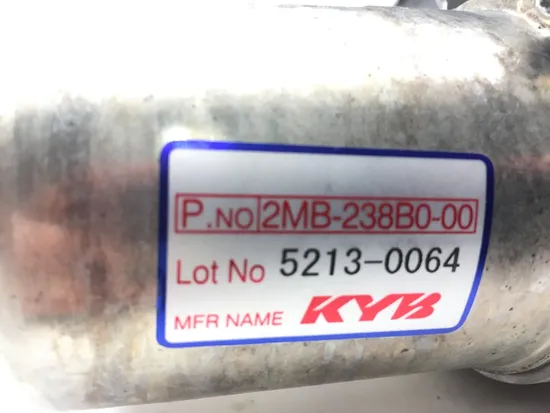 P.NO 2MB-238B0-00
Lot No 5213-0064
MFR NAME KYB